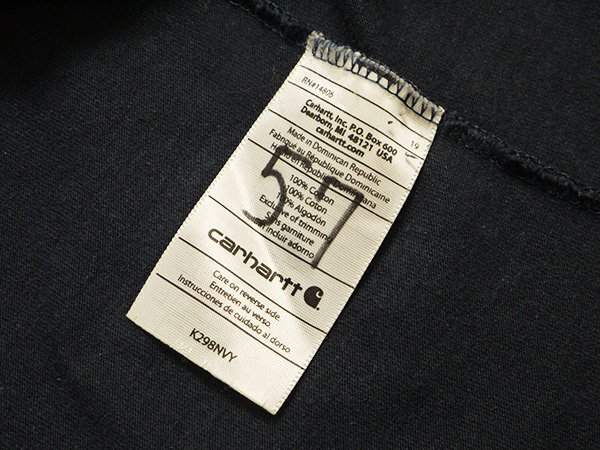 RN#14806
Carhartt, Inc. P.O. Box 600
Dearborn, MI 48121 USA
carhartt.com
19
Made in Dominican Republic
Fabriqué au République Dominicaine
Hecho en República Dominicana
57
100% Cotton
100% Coton
100% Algodón
Exclusive of trimming
Sans garniture
Sin incluir adorno
carhartt
Care on reverse side.
Entretien au verso.
Instrucciones de cuidado al dorso.
K298NVY